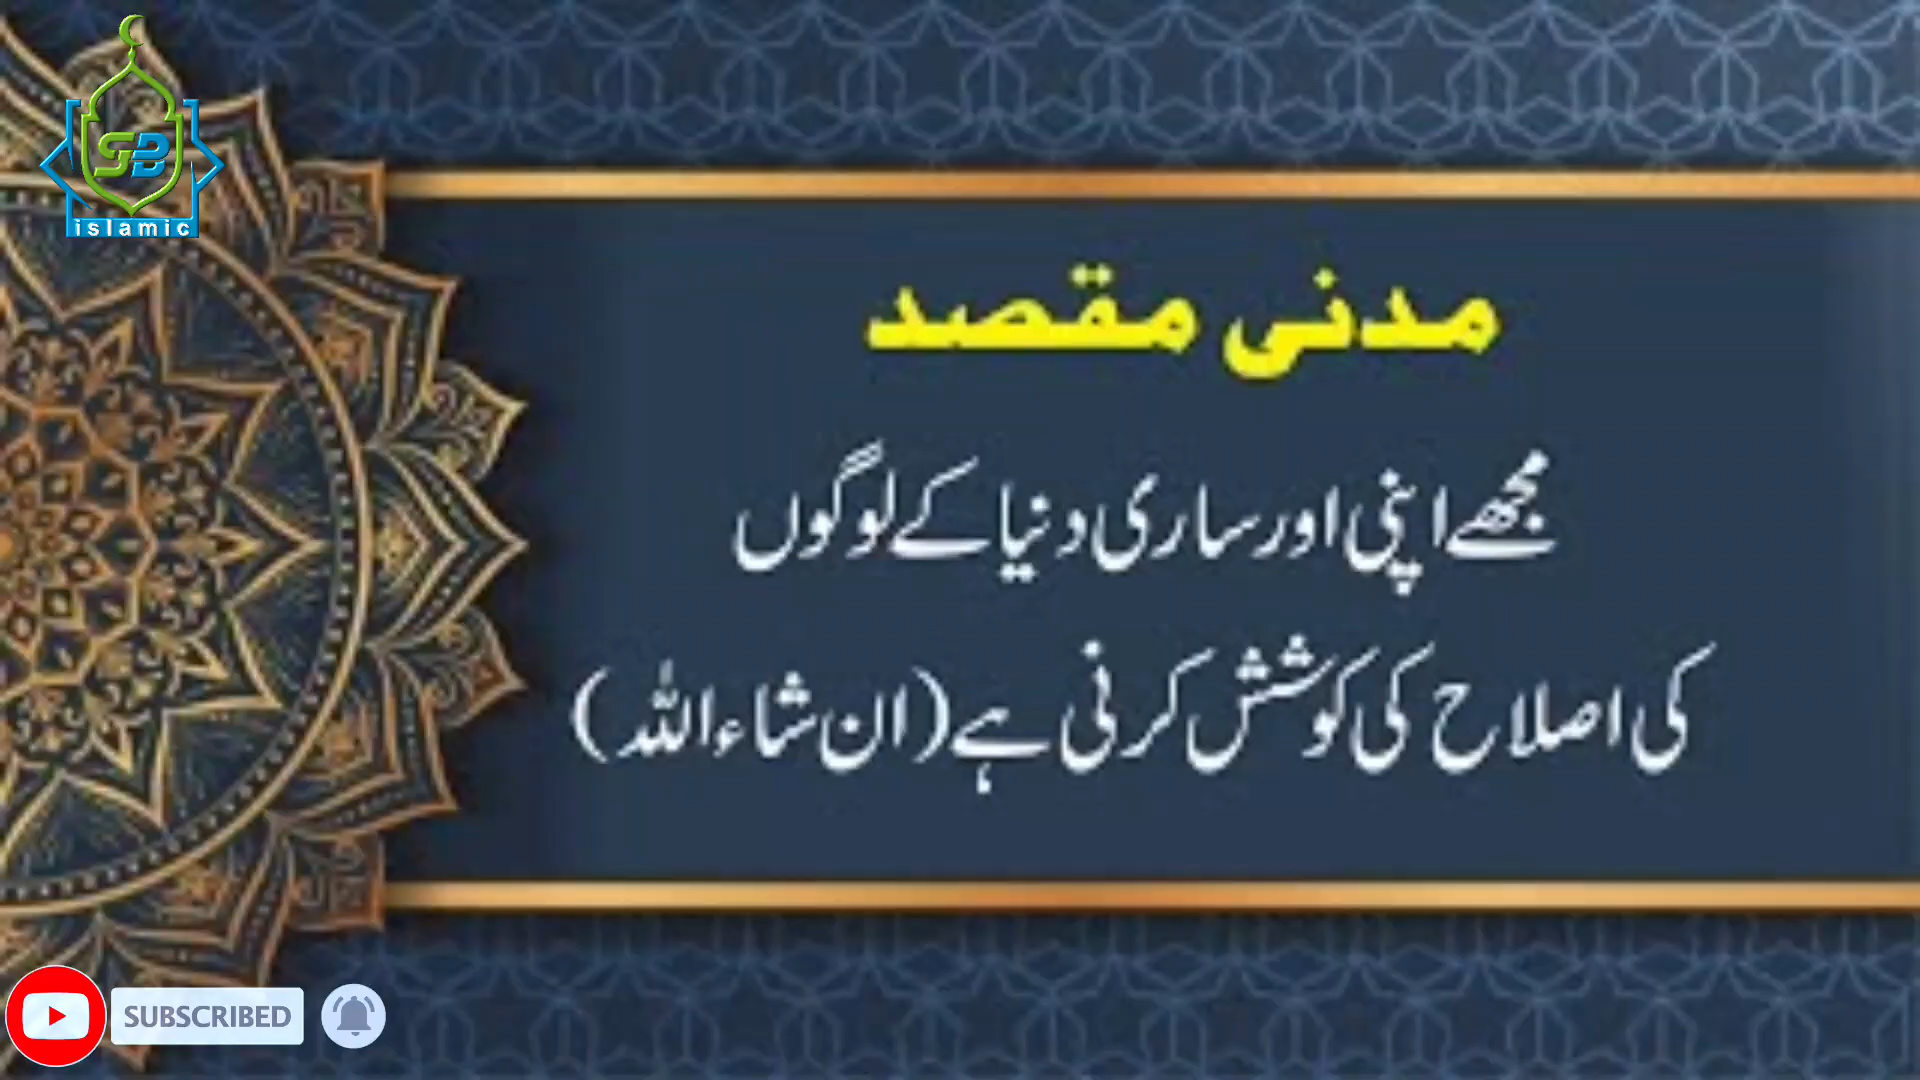 SB
islamic
مدنی مقصد
مجھے اپنی اور ساری دنیا کے لوگوں
کی اصلاح کی کوشش کرنی ہے (ان شاء اللہ)
SUBSCRIBED